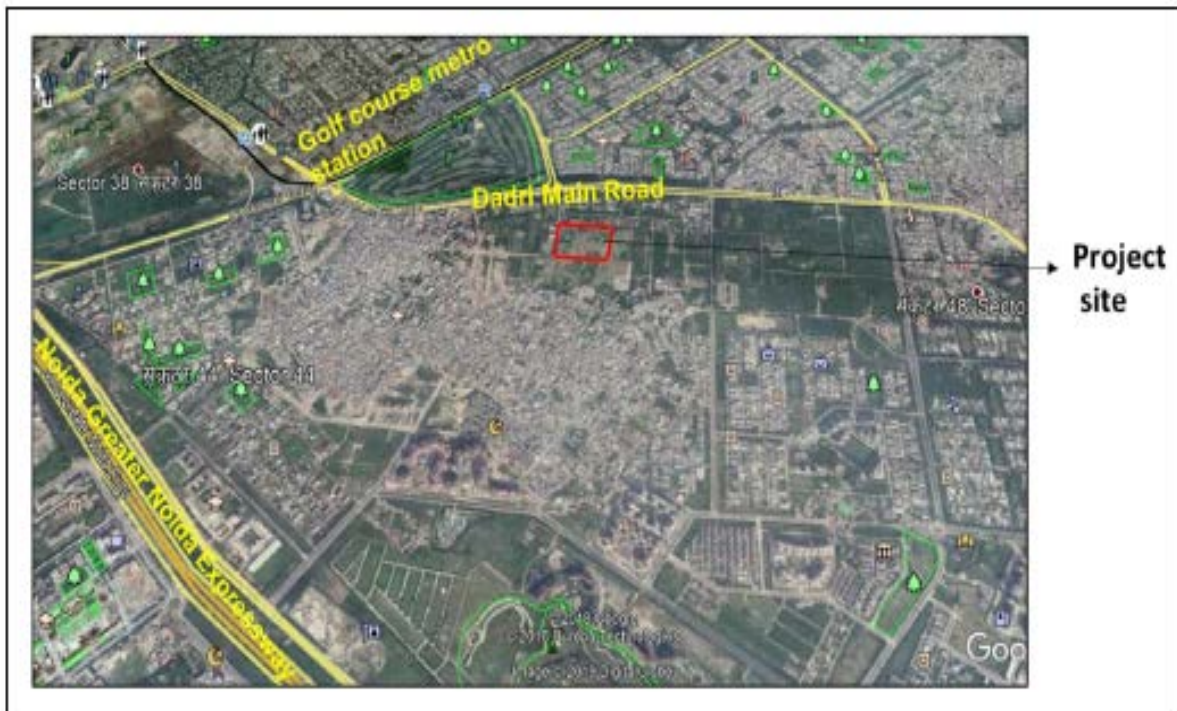 Golf course metro
station
Sector 38 सेक्टर 38
Dadri Main Road
Project
site
Sector 44
Noida Greater Noida Expressway
Goo